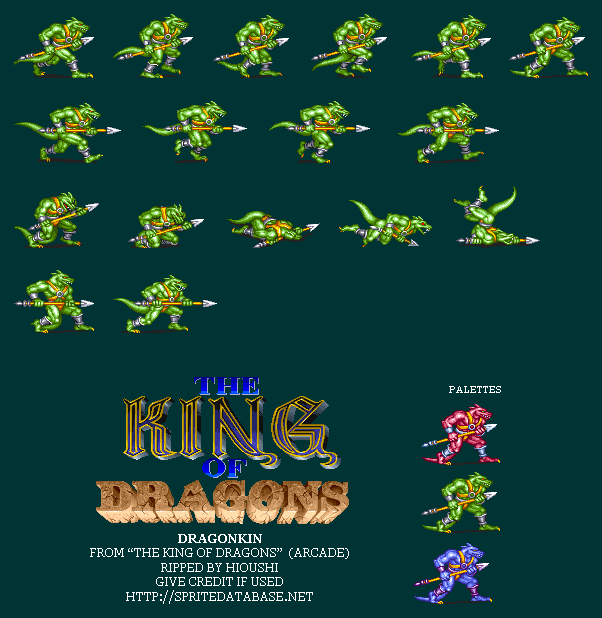 THE
KING
OF
DRAGONS
PALETTES
DRAGONKIN
FROM “THE KING OF DRAGONS” (ARCADE)
RIPPED BY HIOUSHI
GIVE CREDIT IF USED
HTTP://SPRITEDATABASE.NET